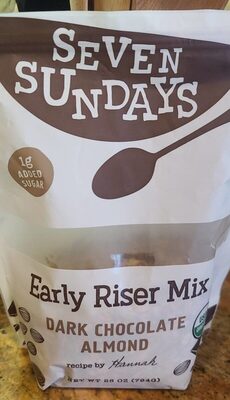 SEVEN
SUNDAYS
1g
ADDED
SUGAR
Early Riser Mix
DARK CHOCOLATE
ALMOND
recipe by Hannah
NET WT 28 OZ (794G)